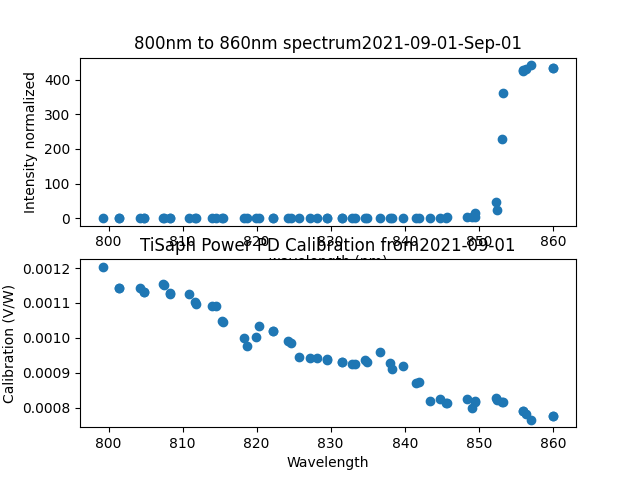 800nm to 860nm spectrum2021-09-01-Sep-01
Intensity normalized
400
300
200
100
0
800 810 820 830 840 850 860
wavelength (nm)
TiSaph Power PD Calibration from2021-09-01
Calibration (V/W)
0.0012
0.0011
0.0010
0.0009
0.0008
800 810 820 830 840 850 860
Wavelength